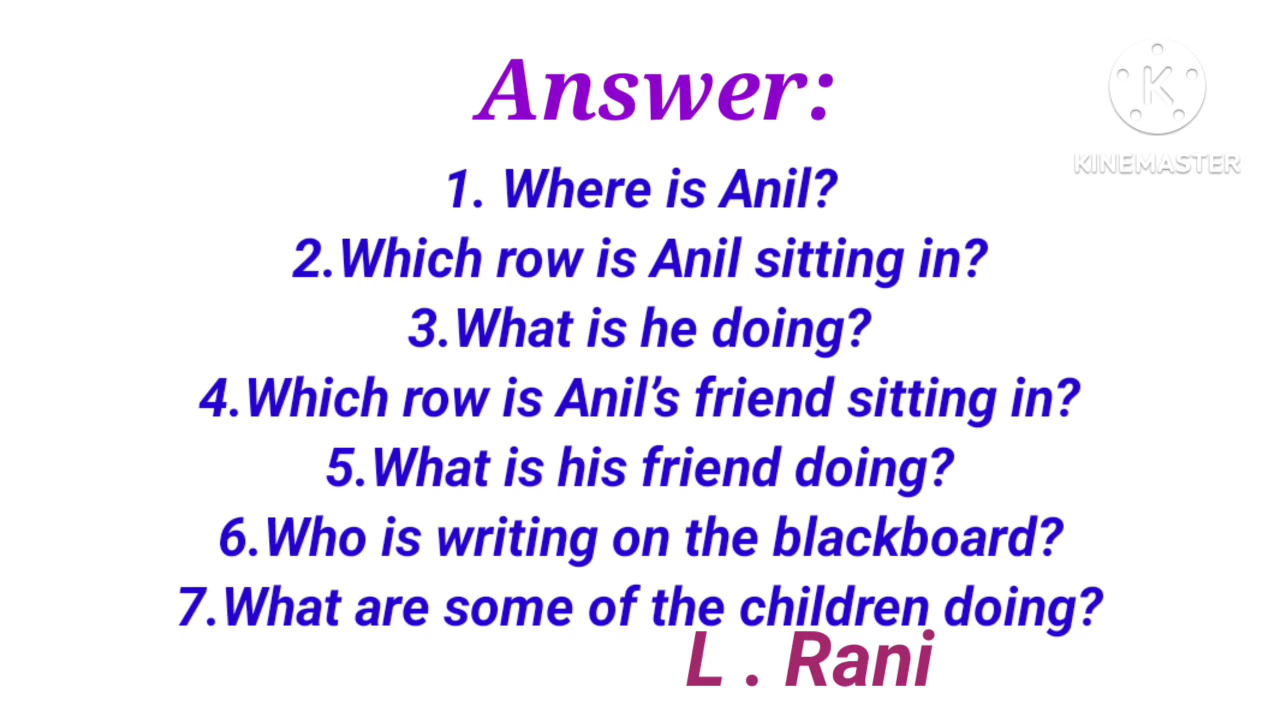 Answer:
KINEMASTER
1. Where is Anil?
2.Which row is Anil sitting in?
3.What is he doing?
4.Which row is Anil’s friend sitting in?
5.What is his friend doing?
6.Who is writing on the blackboard?
7.What are some of the children doing?
L . Rani